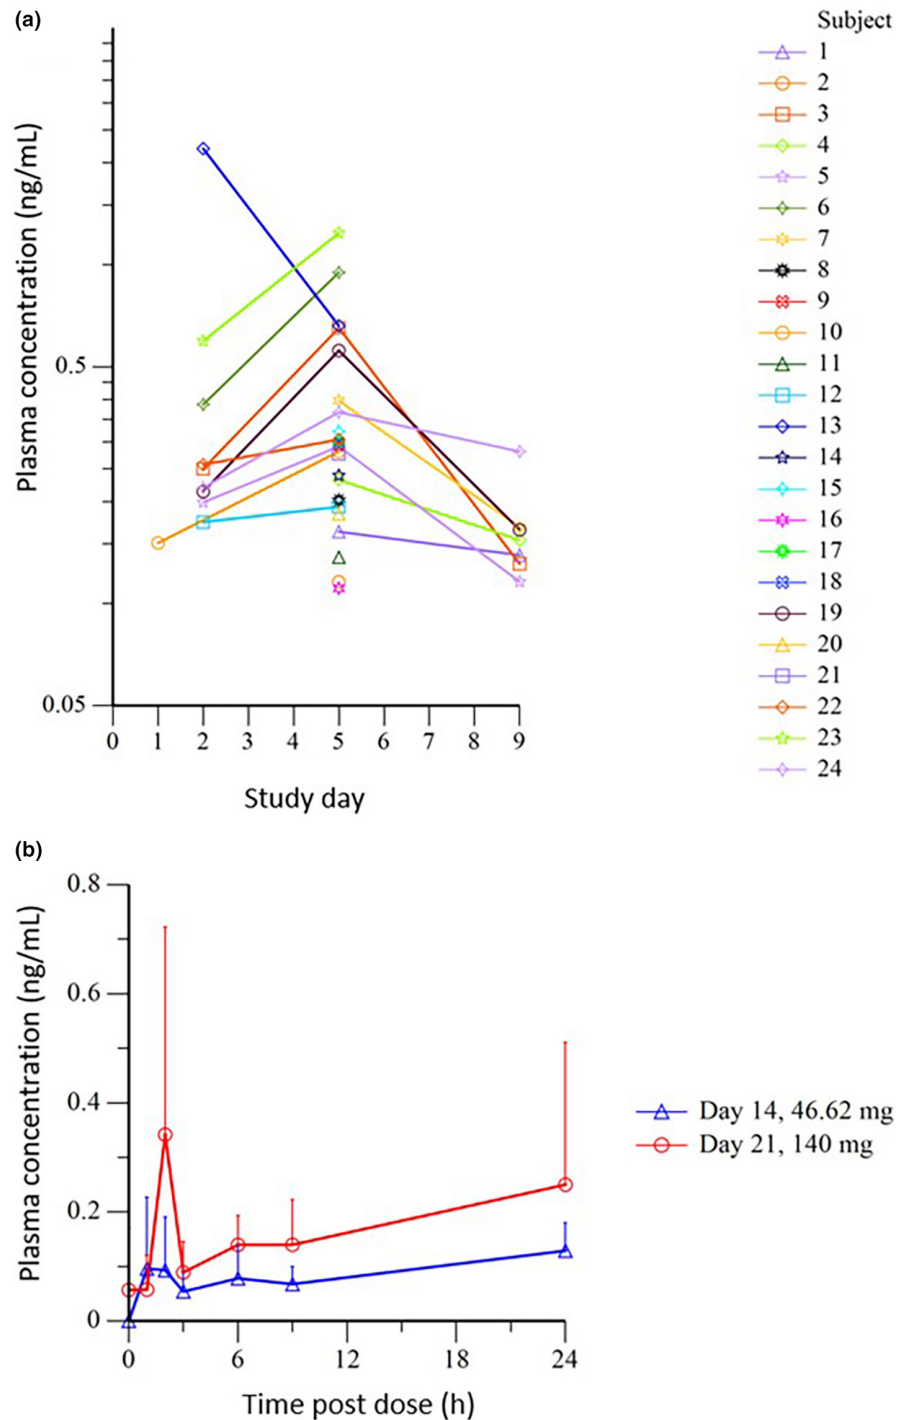 (a)
Subject
1
2
3
4
5
6
7
8
9
10
11
12
13
14
15
16
17
18
19
20
21
22
23
24
Plasma concentration (ng/mL)
0.5
0.05
0 1 2 3 4 5 6 7 8 9
Study day
(b)
Plasma concentration (ng/mL)
0.8
0.6
0.4
0.2
0
0 6 12 18 24
Time post dose (h)
Day 14, 46.62 mg
Day 21, 140 mg